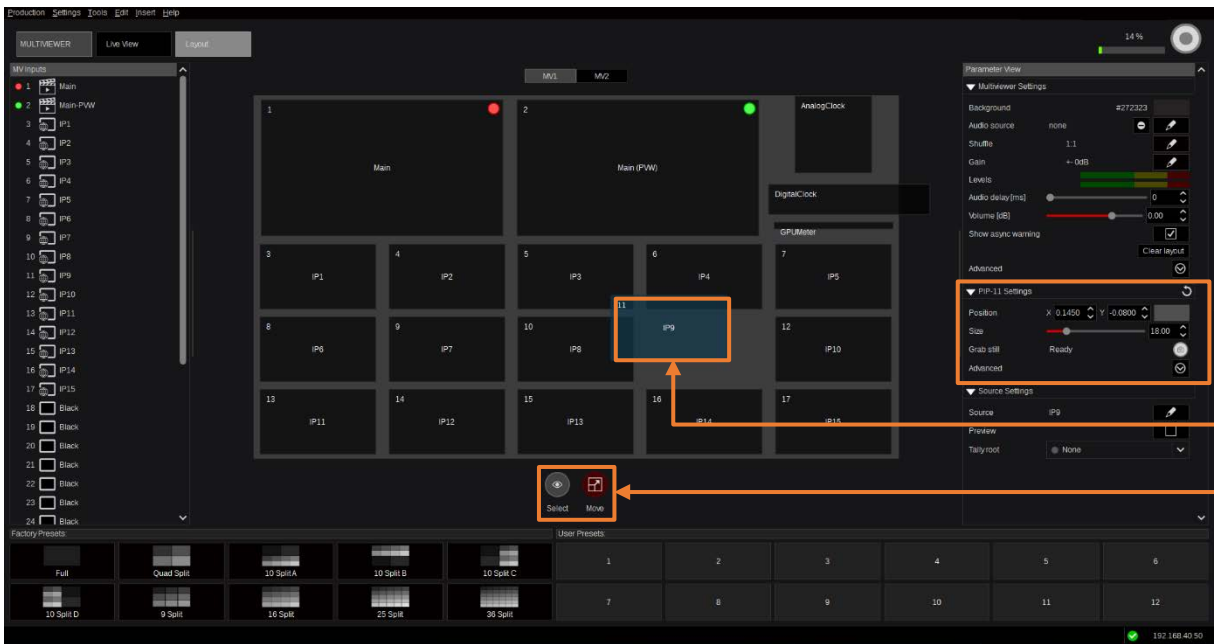 Production Settings Tools Edit Insert Help
MULTIVIEWER Live View Layout
14 %
MV Inputs
1 Main
2 Main-PVW
3 IP1
4 IP2
5 IP3
6 IP4
7 IP5
8 IP6
9 IP7
10 IP8
11 IP9
12 IP10
13 IP11
14 IP12
15 IP13
16 IP14
17 IP15
18 Black
19 Black
20 Black
21 Black
22 Black
23 Black
24 Black
MV1 MV2
1 Main
2 Main (PVW)
AnalogClock
DigitalClock
GPUMeter
3 IP1
4 IP2
5 IP3
6 IP4
7 IP5
8 IP6
9 IP7
10 IP8
11 IP9
12 IP10
13 IP11
14 IP12
15 IP13
16 IP14
17 IP15
Select Move
Parameter View
Multiviewer Settings
Background #272323
Audio source none
Shuffle 1:1
Gain +- 0dB
Levels
Audio delay [ms] 0
Volume [dB] 0.00
Show async warning
Clear layout
Advanced
PIP-11 Settings
Position X 0.1450 Y -0.0800
Size 18.00
Grab still Ready
Advanced
Source Settings
Source IP9
Preview
Tally root None
Factory Presets:
Full Quad Split 10 Split A 10 Split B 10 Split C
10 Split D 9 Split 16 Split 25 Split 36 Split
User Presets:
1 2 3 4 5 6
7 8 9 10 11 12
192.168.40.50